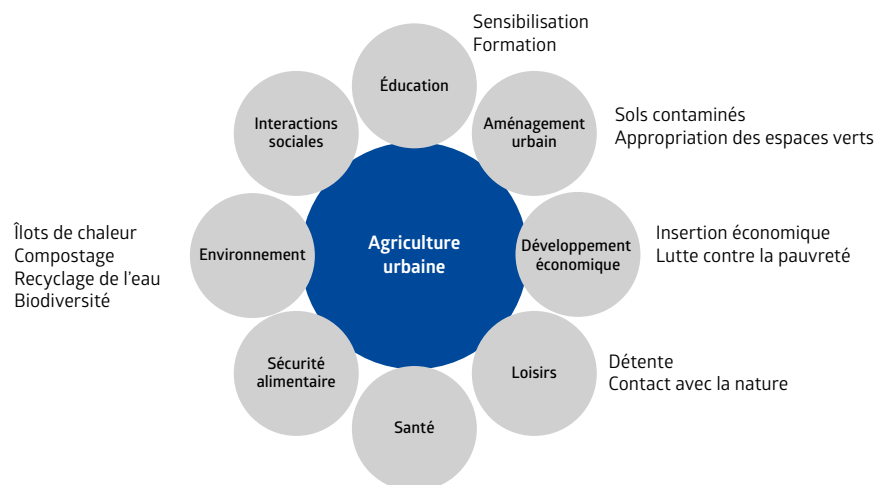 Sensibilisation
Formation
Éducation
Interactions
sociales
Aménagement
urbain
Sols contaminés
Appropriation des espaces verts
Îlots de chaleur
Compostage
Recyclage de l'eau
Biodiversité
Environnement
Agriculture
urbaine
Développement
économique
Insertion économique
Lutte contre la pauvreté
Sécurité
alimentaire
Loisirs
Détente
Contact avec la nature
Santé